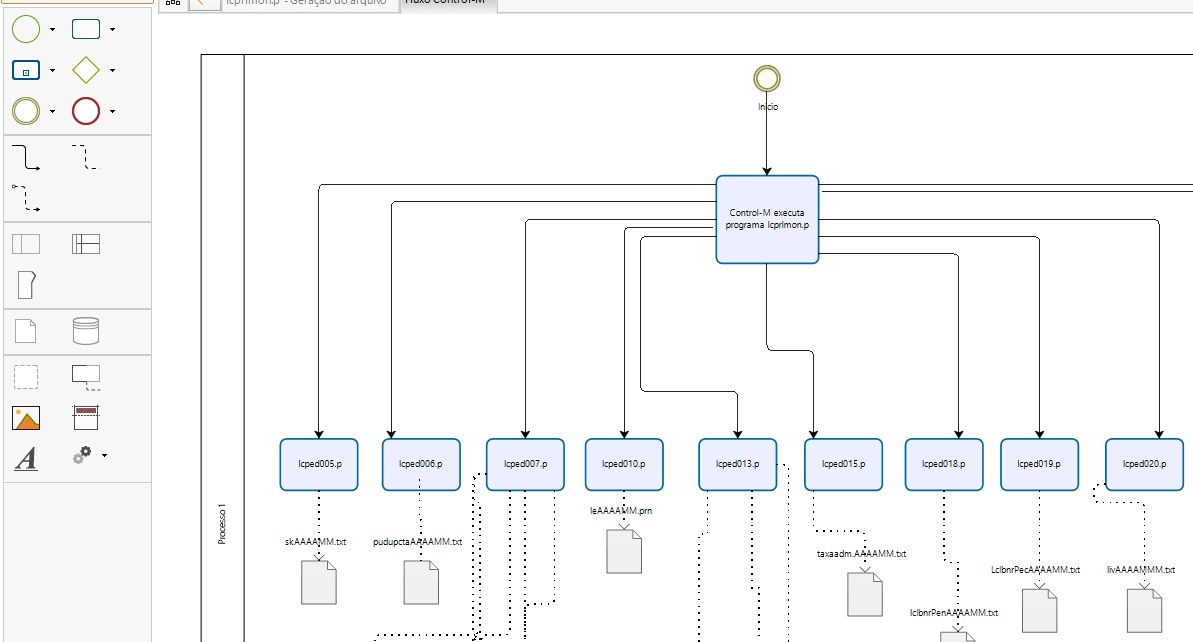 lcprlmon.p - Geração do arquivo
Fluxo Control-M
Início
Control-M executa
programa lcprlmon.p
lcped005.p
lcped006.p
lcped007.p
lcped010.p
lcped013.p
lcped015.p
lcped018.p
lcped019.p
lcped020.p
Processo 1
leAAAAMM.prn
skAAAAMM.txt
pudupctaAAAAMM.txt
taxaadm.AAAAMM.txt
LclbnrPecAAAAMM.txt
livAAAAMMM.txt
lclbnrPenAAAAMM.txt
A